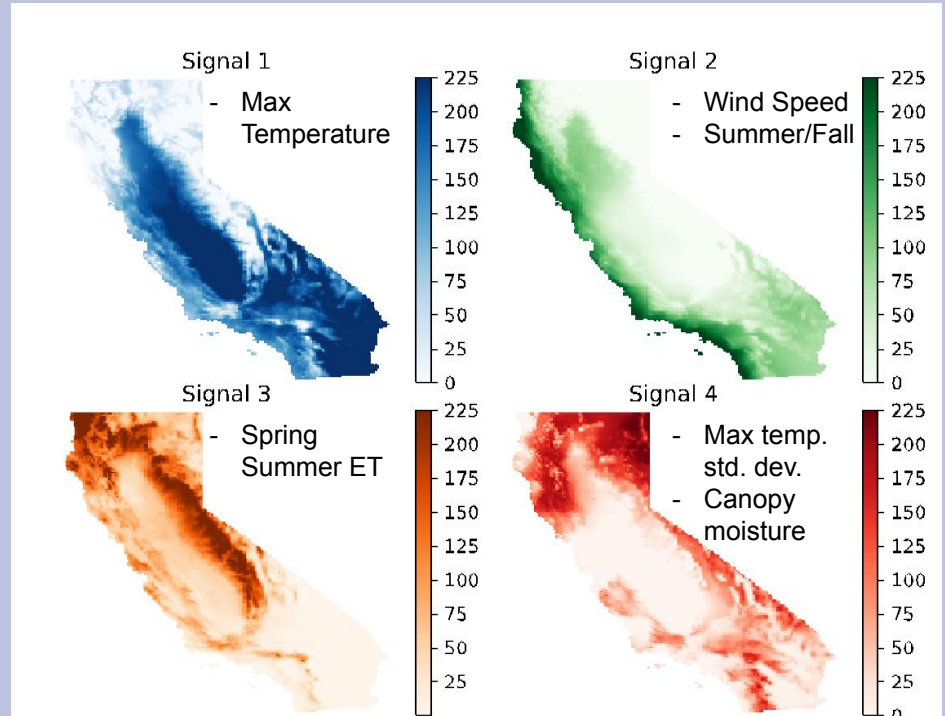 Signal 1
- Max
Temperature
225
200
175
150
125
100
75
50
25
0
Signal 2
- Wind Speed
- Summer/Fall
225
200
175
150
125
100
75
50
25
0
Signal 3
- Spring
Summer ET
225
200
175
150
125
100
75
50
25
Signal 4
- Max temp.
std. dev.
- Canopy
moisture
225
200
175
150
125
100
75
50
25
0